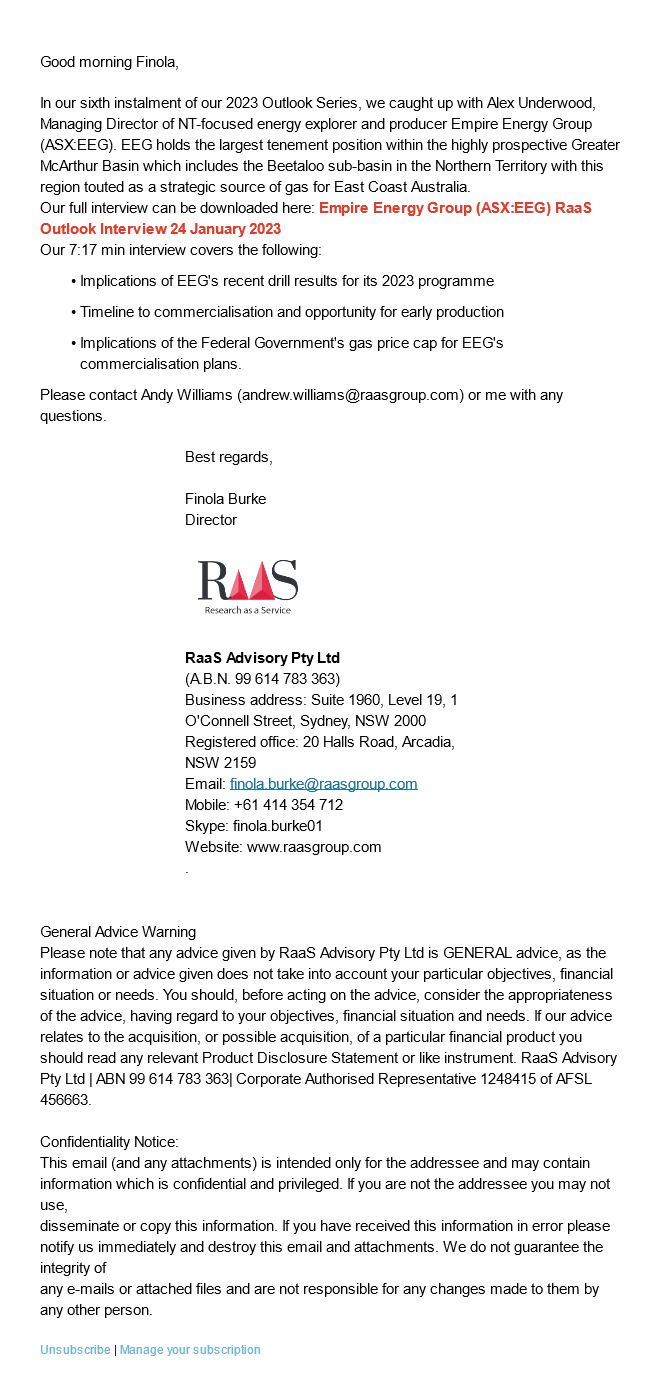 Good morning Finola,
In our sixth instalment of our 2023 Outlook Series, we caught up with Alex Underwood,
Managing Director of NT-focused energy explorer and producer Empire Energy Group
(ASX:EEG). EEG holds the largest tenement position within the highly prospective Greater
McArthur Basin which includes the Beetaloo sub-basin in the Northern Territory with this
region touted as a strategic source of gas for East Coast Australia.
Our full interview can be downloaded here: Empire Energy Group (ASX:EEG) RaaS
Outlook Interview 24 January 2023
Our 7:17 min interview covers the following:
• Implications of EEG's recent drill results for its 2023 programme
• Timeline to commercialisation and opportunity for early production
• Implications of the Federal Government's gas price cap for EEG's
commercialisation plans.
Please contact Andy Williams (andrew.williams@raasgroup.com) or me with any
questions.
Best regards,
Finola Burke
Director
RAAS
Research as a Service
RaaS Advisory Pty Ltd
(A.B.N. 99 614 783 363)
Business address: Suite 1960, Level 19, 1
O'Connell Street, Sydney, NSW 2000
Registered office: 20 Halls Road, Arcadia,
NSW 2159
Email: finola.burke@raasgroup.com
Mobile: +61 414 354 712
Skype: finola.burke01
Website: www.raasgroup.com
.
General Advice Warning
Please note that any advice given by RaaS Advisory Pty Ltd is GENERAL advice, as the
information or advice given does not take into account your particular objectives, financial
situation or needs. You should, before acting on the advice, consider the appropriateness
of the advice, having regard to your objectives, financial situation and needs. If our advice
relates to the acquisition, or possible acquisition, of a particular financial product you
should read any relevant Product Disclosure Statement or like instrument. RaaS Advisory
Pty Ltd | ABN 99 614 783 363| Corporate Authorised Representative 1248415 of AFSL
456663.
Confidentiality Notice:
This email (and any attachments) is intended only for the addressee and may contain
information which is confidential and privileged. If you are not the addressee you may not
use,
disseminate or copy this information. If you have received this information in error please
notify us immediately and destroy this email and attachments. We do not guarantee the
integrity of
any e-mails or attached files and are not responsible for any changes made to them by
any other person.
Unsubscribe | Manage your subscription